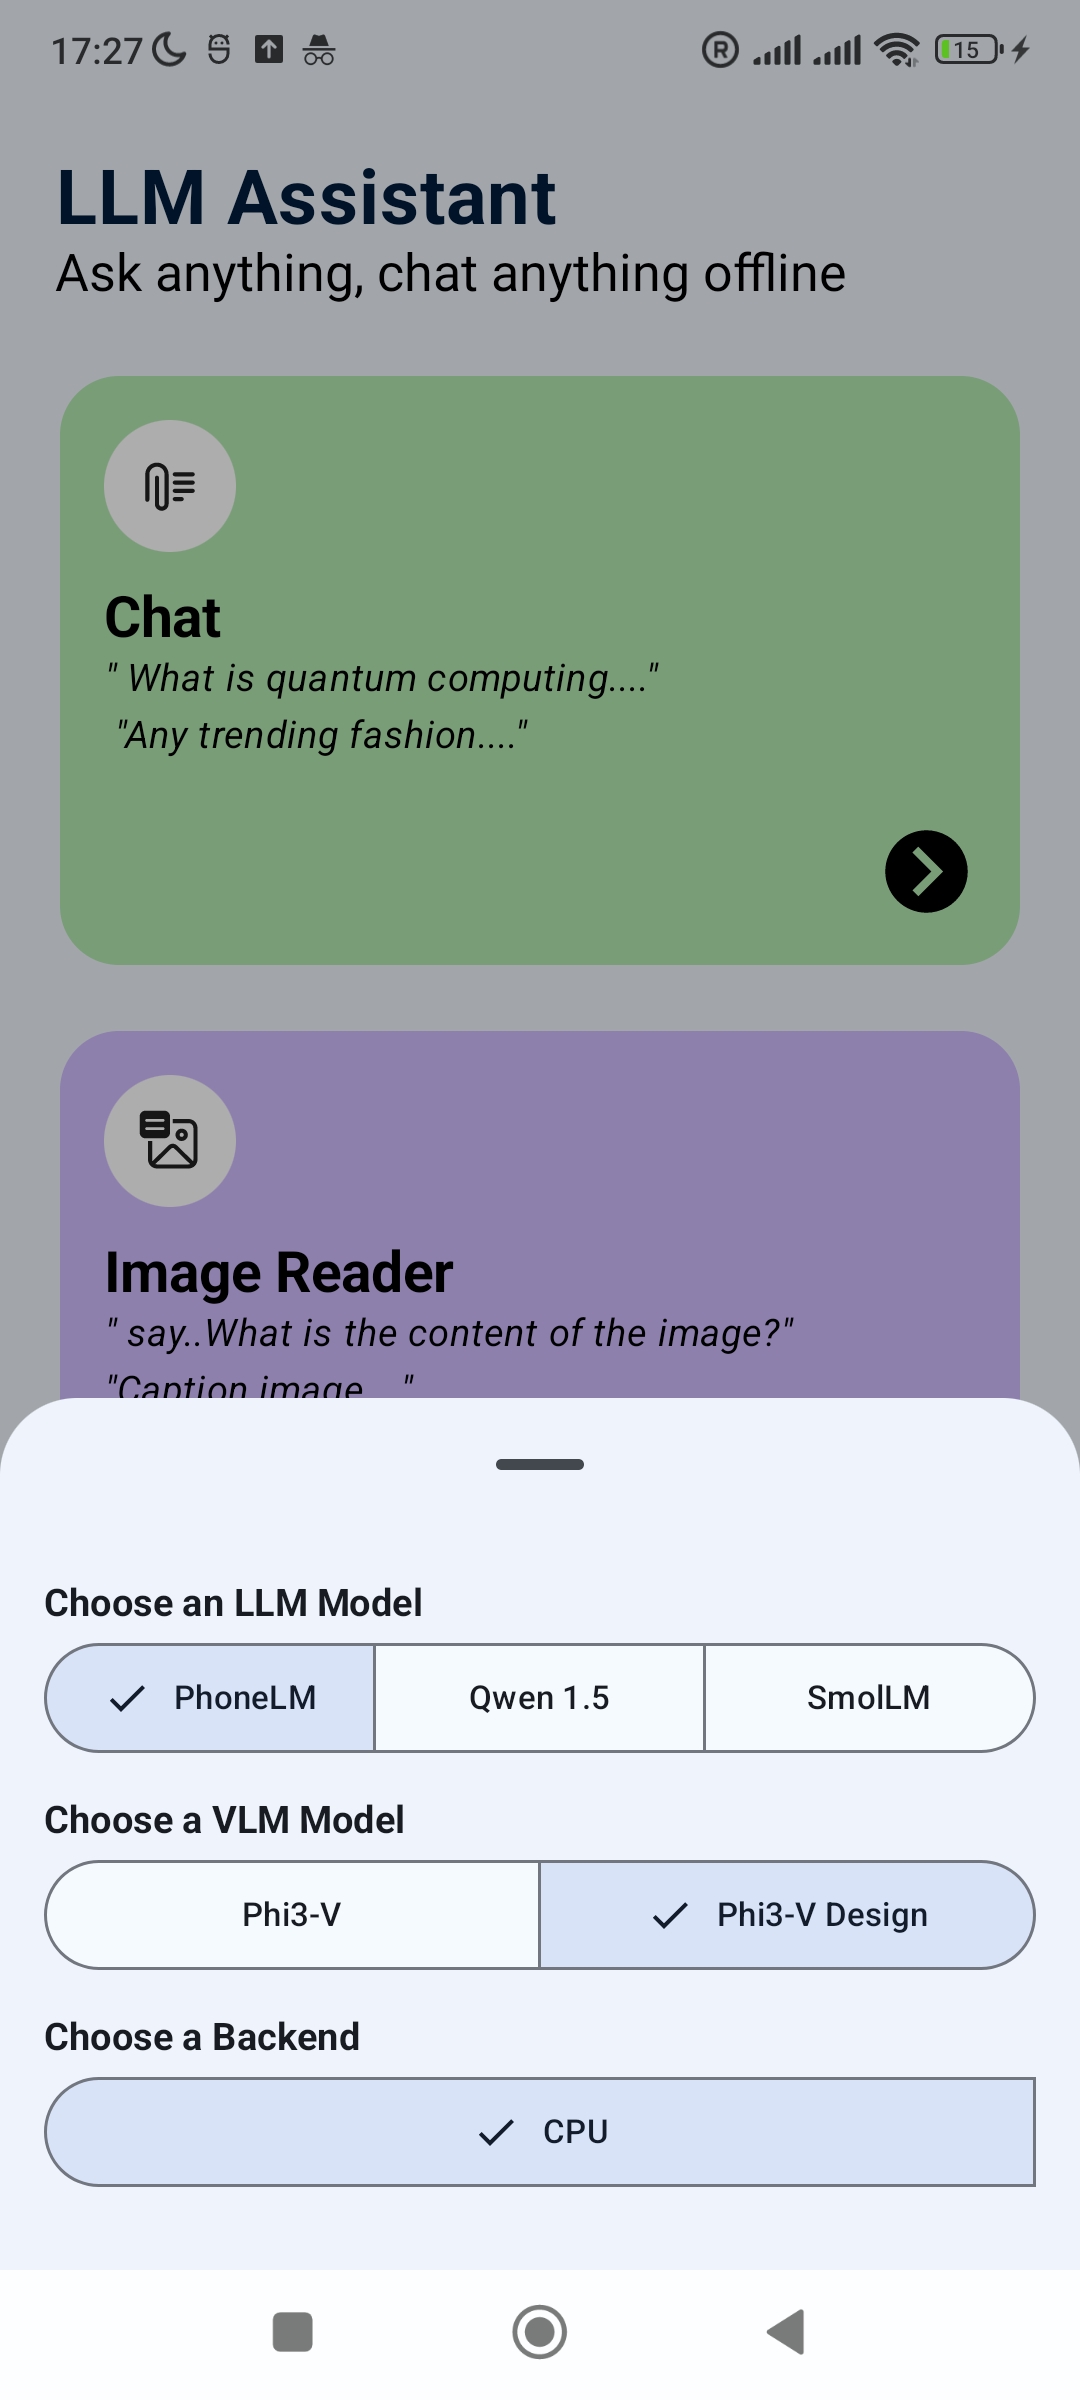 17:27
R
15
LLM Assistant
Ask anything, chat anything offline
Chat
" What is quantum computing...."
"Any trending fashion...."
Image Reader
" say..What is the content of the image?"
"Caption image...."
Choose an LLM Model
PhoneLM
Qwen 1.5
SmolLM
Choose a VLM Model
Phi3-V
Phi3-V Design
Choose a Backend
CPU